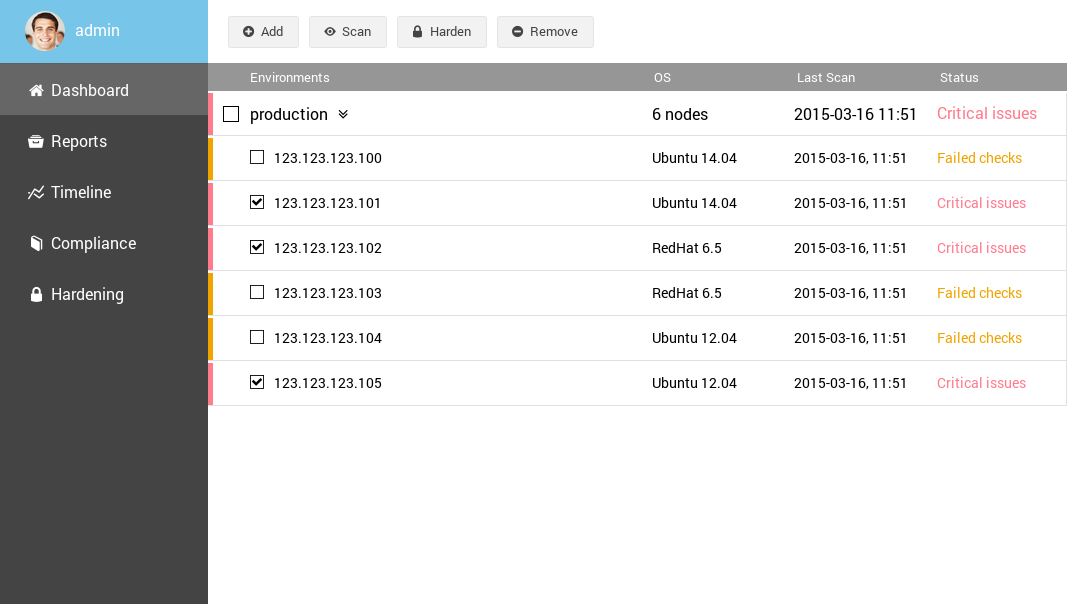 admin
Add Scan Harden Remove
Dashboard
Reports
Timeline
Compliance
Hardening
Environments OS Last Scan Status
production 6 nodes 2015-03-16 11:51 Critical issues
123.123.123.100 Ubuntu 14.04 2015-03-16, 11:51 Failed checks
123.123.123.101 Ubuntu 14.04 2015-03-16, 11:51 Critical issues
123.123.123.102 RedHat 6.5 2015-03-16, 11:51 Critical issues
123.123.123.103 RedHat 6.5 2015-03-16, 11:51 Failed checks
123.123.123.104 Ubuntu 12.04 2015-03-16, 11:51 Failed checks
123.123.123.105 Ubuntu 12.04 2015-03-16, 11:51 Critical issues